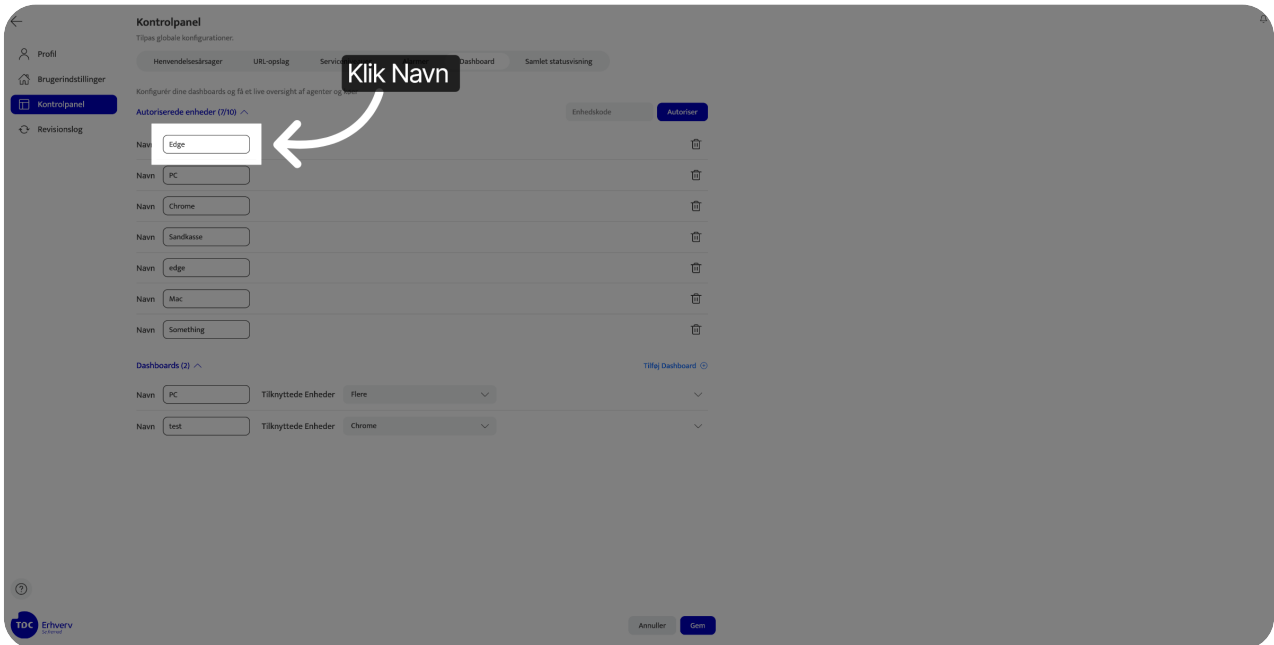 Kontrolpanel
Tilpas globale konfigurationer.
Profil
Brugerindstillinger
Kontrolpanel
Revisionslog
Henvendelsesårsager
URL-opslag
Dashboard
Samlet statusvisning
Klik Navn
Konfigurér dine dashboards og få et live oversight af agenter og
Autoriserede enheder (7/10)
Enhedskode
Autoriser
Navn Edge
Navn PC
Navn Chrome
Navn Sandkasse
Navn edge
Navn Mac
Navn Something
Dashboards (2)
Tilføj Dashboard
Navn PC Tilknyttede Enheder Flere
Navn test Tilknyttede Enheder Chrome
?
TDC Erhverv
Annuller
Gem